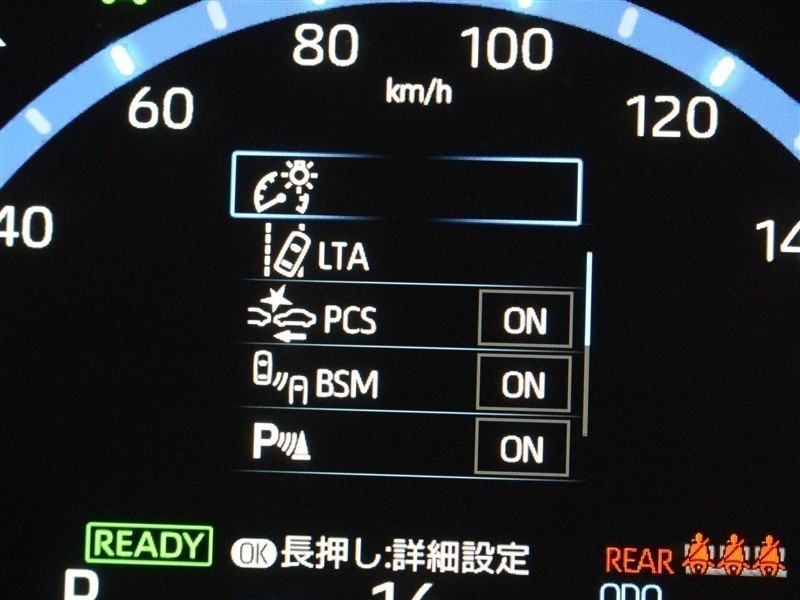 80
100
km/h
60
120
40
LTA
PCS ON
BSM ON
P ON
READY
OK 長押し:詳細設定
REAR
P